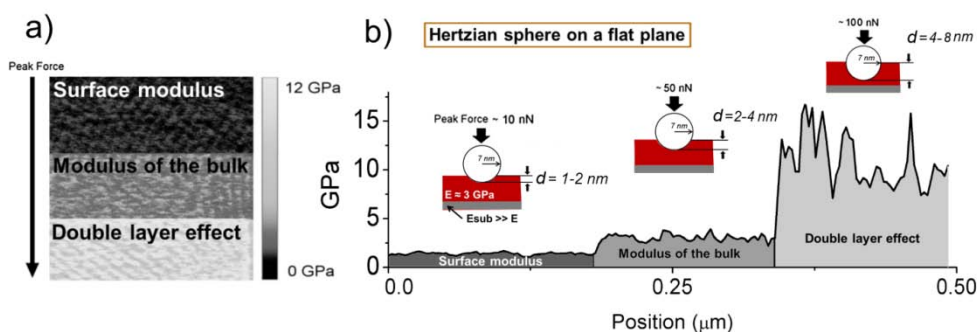 a)
Peak Force
Surface modulus
Modulus of the bulk
Double layer effect
12 GPa
0 GPa
b)
Hertzian sphere on a flat plane
GPa
15
10
5
0
Peak Force ~ 10 nN
7 nm
d = 1-2 nm
E ≈ 3 GPa
Esub >> E
~ 50 nN
7 nm
d = 2-4 nm
~ 100 nN
7 nm
d = 4-8 nm
Surface modulus
Modulus of the bulk
Double layer effect
0.0
0.25
0.50
Position (μm)